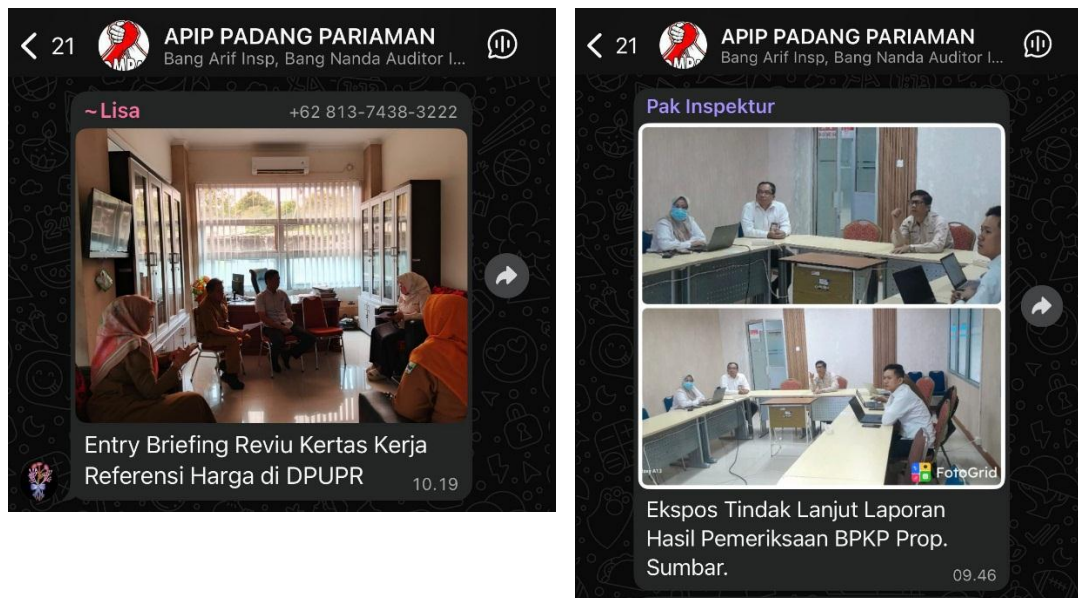 21
APIP PADANG PARIAMAN
Bang Arif Insp, Bang Nanda Auditor I...
~Lisa
+62 813-7438-3222
Entry Briefing Reviu Kertas Kerja
Referensi Harga di DPUPR
10.19
21
APIP PADANG PARIAMAN
Bang Arif Insp, Bang Nanda Auditor I...
Pak Inspektur
FotoGrid
Ekspos Tindak Lanjut Laporan
Hasil Pemeriksaan BPKP Prop.
Sumbar.
09.46